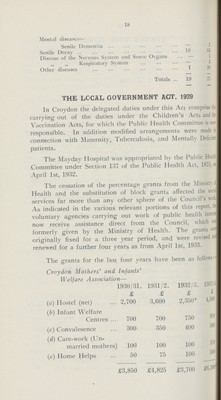 18
Mental diseases—
Senile Dementia ... ... ...
Senile Decay ... ... ...
Disease of the Nervous System and Sense Organs ...
„ „ Respiratory System ...
Other diseases ... ... ...
Totals ... 19
THE LOCAL GOVERNMENT ACT, 1929
In Croydon the delegated duties under this Act comprise the
carrying out of the duties under the Children's Acts and the
Vaccination Acts, for which the Public Health Committee is
responsible. In addition modified arrangements were made in
connection with Maternity, Tuberculosis, and Mentally Deficient
patients.
The Mayday Hospital was appropriated by the Public Health
Committee under Section 137 of the Public Health Act, 1875,
April 1st, 1932.
The cessation of the percentage grants from the Ministry of
Health and the substitution of block grants affected the
services for more than any other sphere of the Council's work.
As indicated in the various relevant portions of this report,
voluntary agencies carrying out work of public health
now receive assistance direct from the Council, which
formerly given by the Ministry of Health. The grants
originally fixed for a three year period, and were revised
renewed for a further four years as from April 1st, 1933.
The grants for the last four years have been as follows:—
Croydon Mothers' and Infants'
Welfare Association—
1930/31. 1931/2. 1932/3.
£ £ £ £
(a) Hostel (net) ... 2,700 3,600 2,350*
(b) Infant Welfare
Centres ... 700 700 750
(c) Convalescence ... 300 350 400
(d) Care-work (Un-
married mothers) 100 100 100
(e) Home Helps 50 75 100
£3,850 £4,825 £3,700